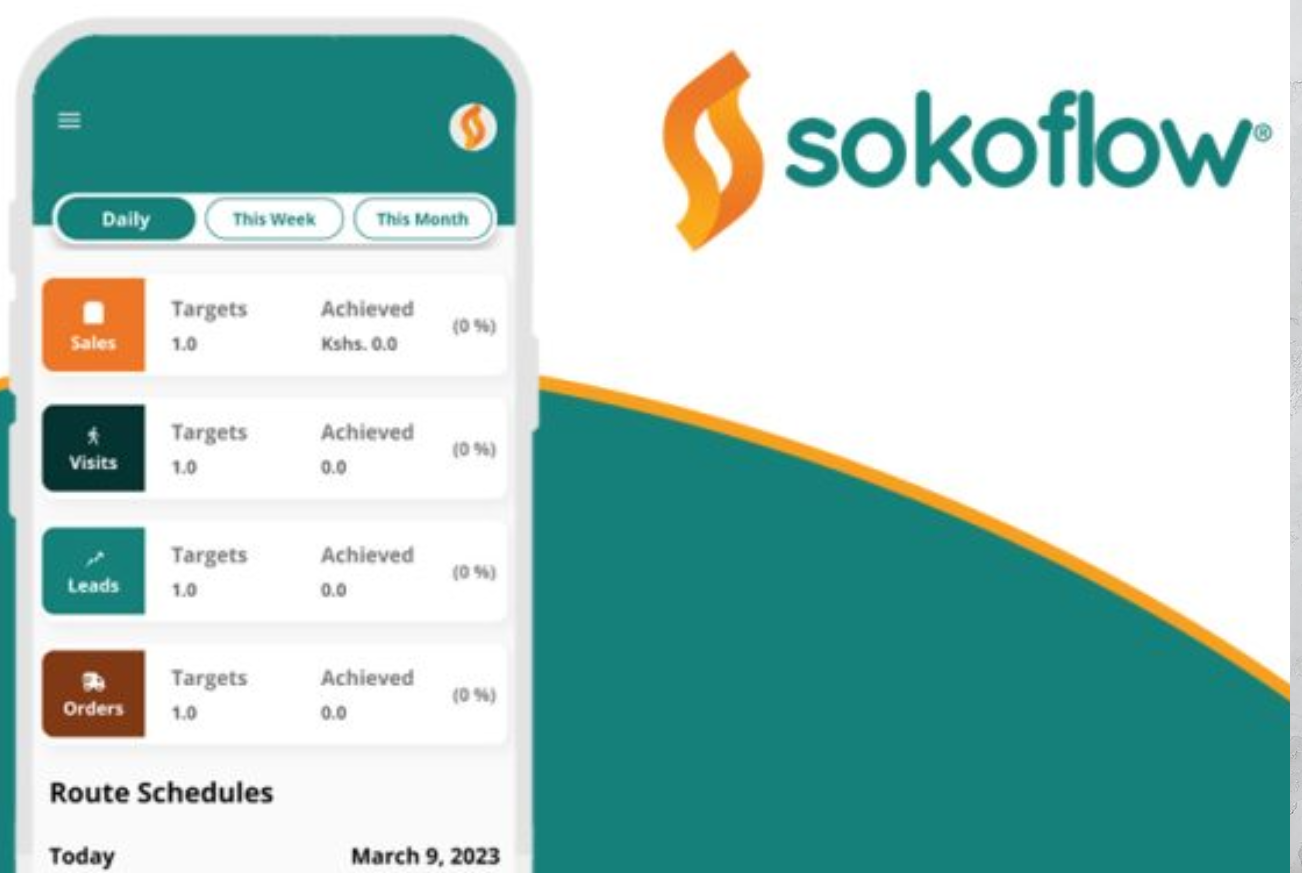 sokoflow®
Daily This Week This Month
Targets Achieved (0 %)
Sales 1.0 Kshs. 0.0
Targets Achieved (0 %)
Visits 1.0 0.0
Targets Achieved (0 %)
Leads 1.0 0.0
Targets Achieved (0 %)
Orders 1.0 0.0
Route Schedules
Today March 9, 2023